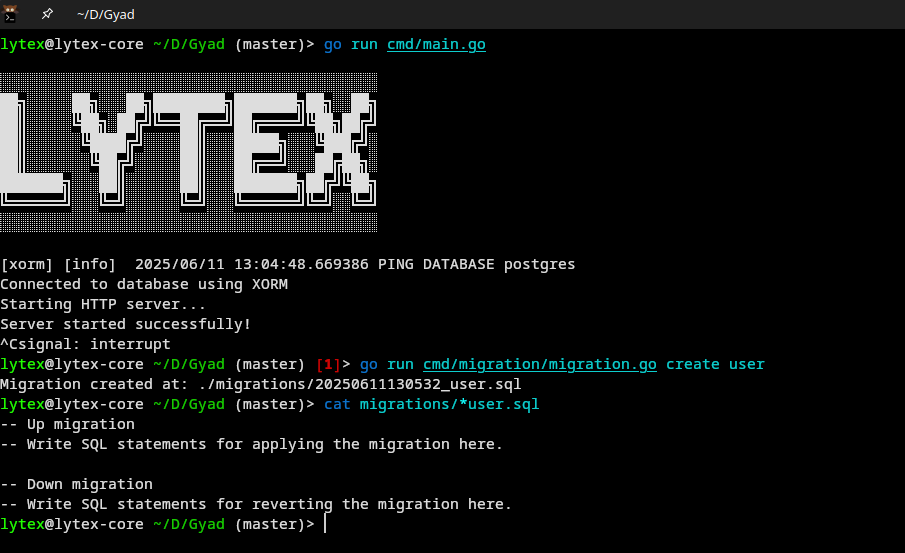 ~/D/Gyad
lytex@lytex-core ~/D/Gyad (master)> go run cmd/main.go
LYTEX
[xorm] [info]  2025/06/11 13:04:48.669386 PING DATABASE postgres
Connected to database using XORM
Starting HTTP server...
Server started successfully!
^Csignal: interrupt
lytex@lytex-core ~/D/Gyad (master) [1]> go run cmd/migration/migration.go create user
Migration created at: ./migrations/20250611130532_user.sql
lytex@lytex-core ~/D/Gyad (master)> cat migrations/*user.sql
-- Up migration
-- Write SQL statements for applying the migration here.
-- Down migration
-- Write SQL statements for reverting the migration here.
lytex@lytex-core ~/D/Gyad (master)>